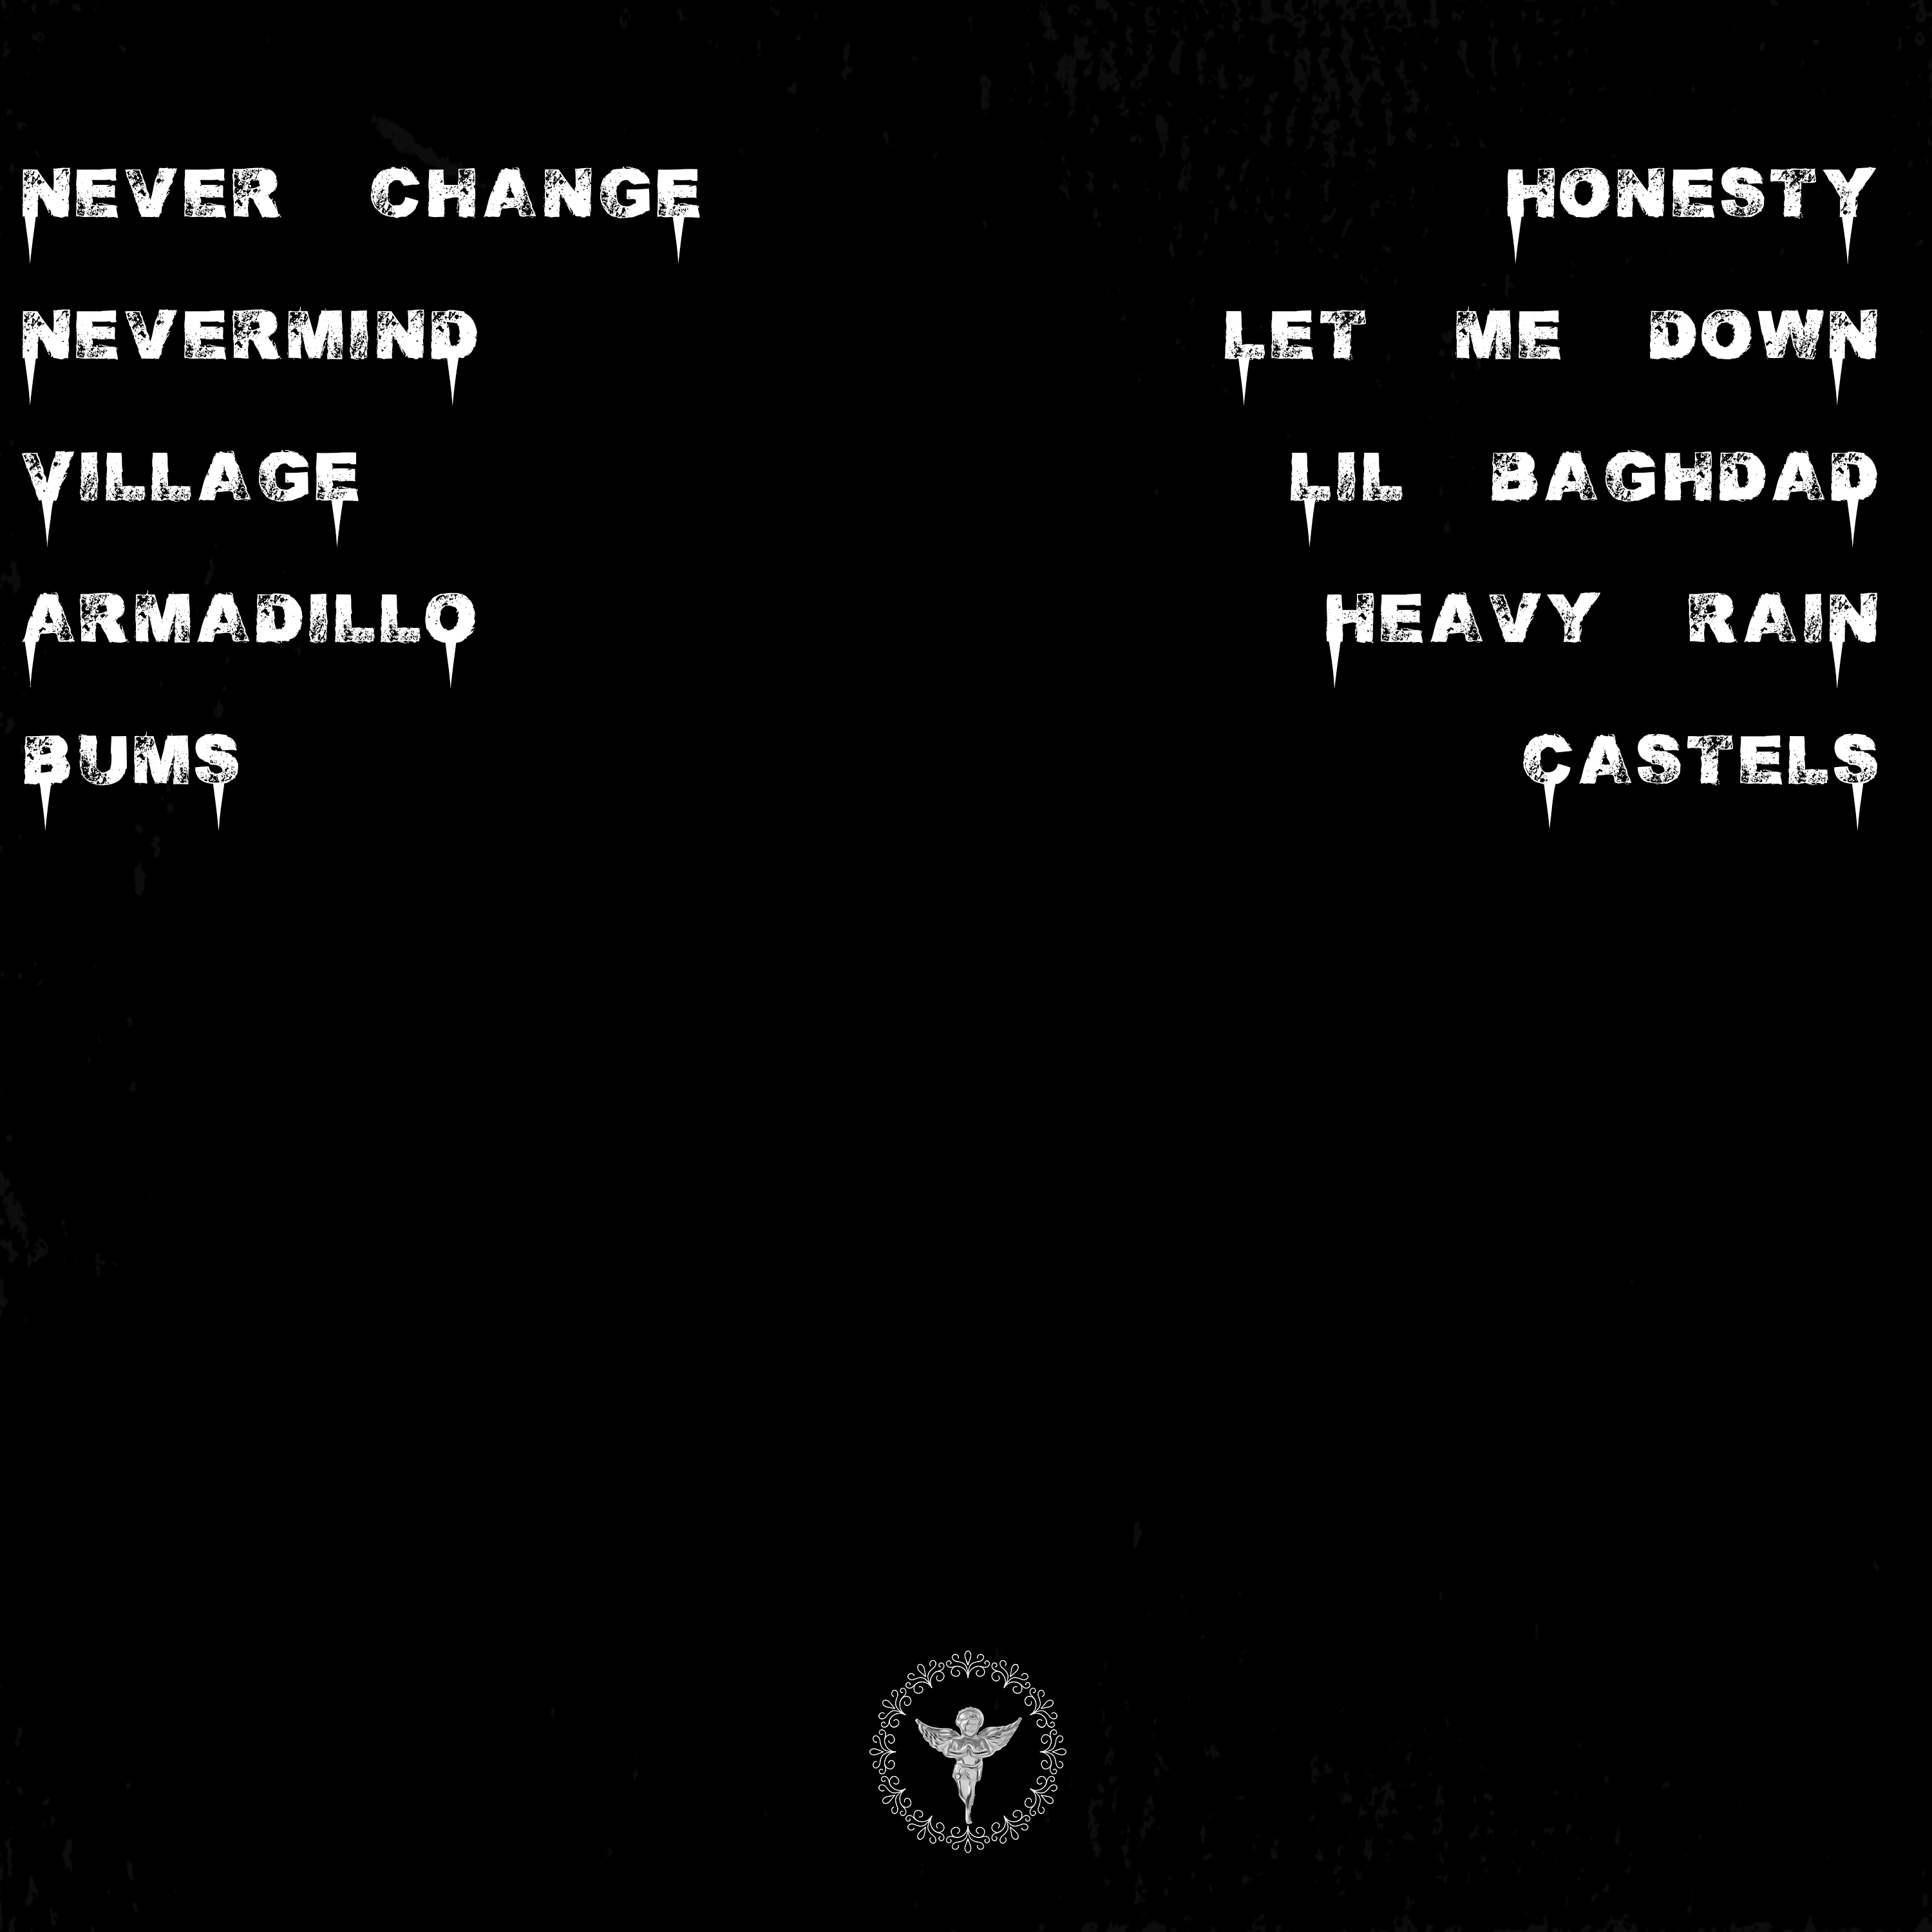 NEVER CHANGE
NEVERMIND
VILLAGE
ARMADILLO
BUMS
HONESTY
LET ME DOWN
LIL BAGHDAD
HEAVY RAIN
CASTELS